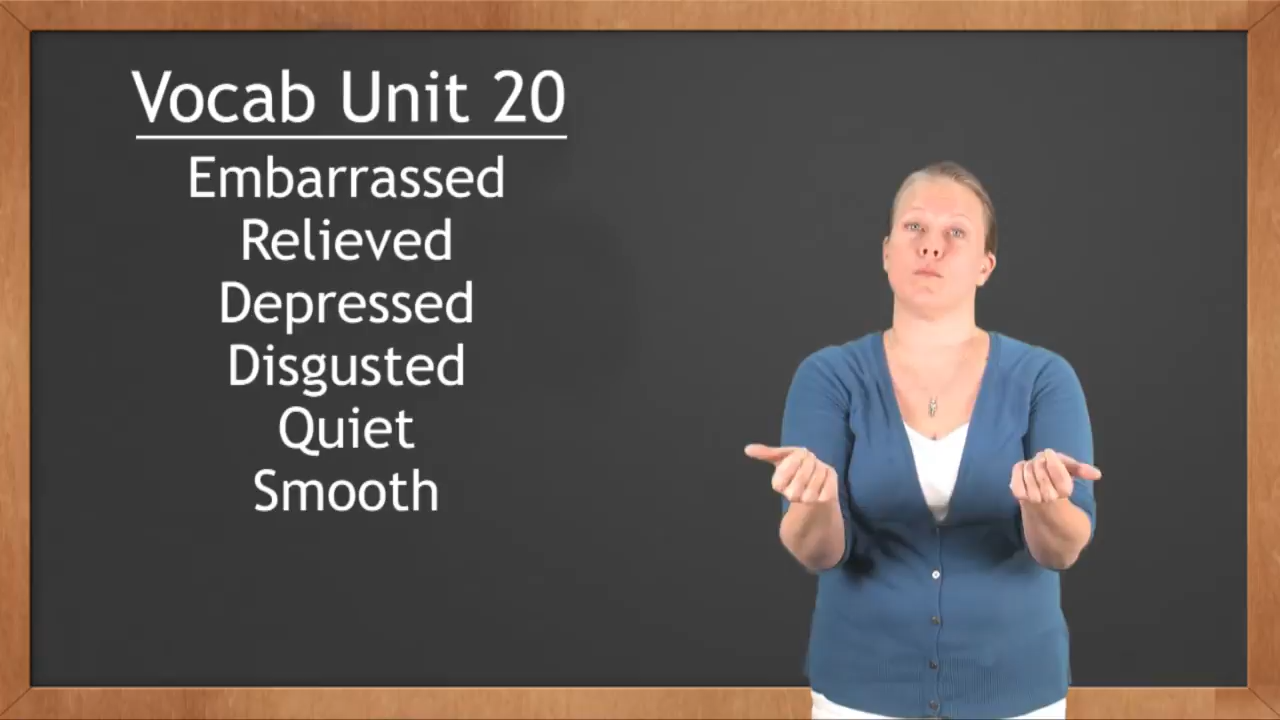 Vocab Unit 20
Embarrassed
Relieved
Depressed
Disgusted
Quiet
Smooth